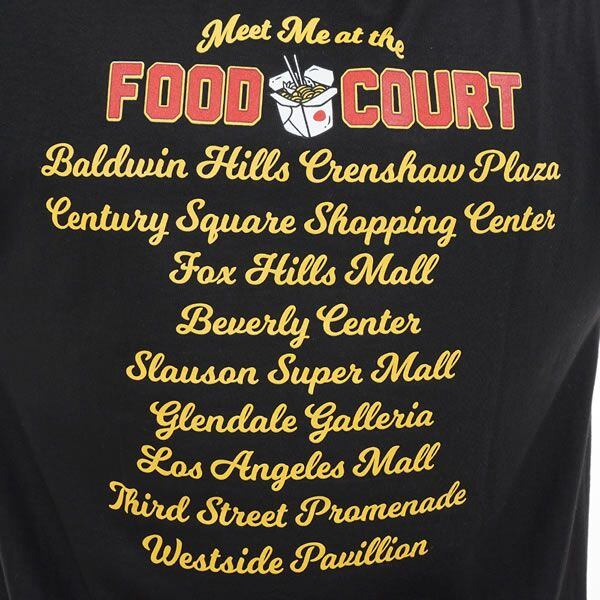 Meet Me at the
FOOD COURT
Baldwin Hills Crenshaw Plaza
Century Square Shopping Center
Fox Hills Mall
Beverly Center
Slauson Super Mall
Glendale Galleria
Los Angeles Mall
Third Street Promenade
Westside Pavillion